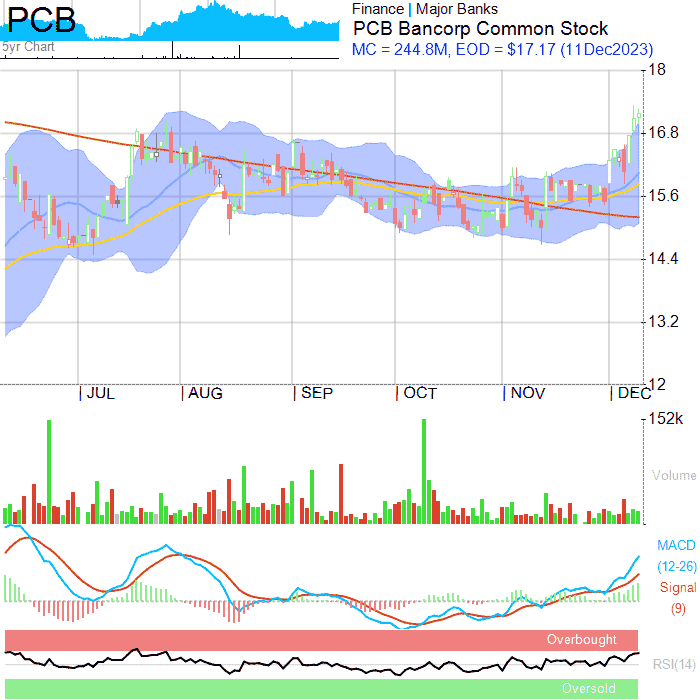 PCB
5yr Chart
Finance | Major Banks
PCB Bancorp Common Stock
MC = 244.8M, EOD = $17.17 (11Dec2023)
18
16.8
15.6
14.4
13.2
12
| JUL
| AUG
| SEP
| OCT
| NOV
| DEC
152k
Volume
MACD
(12-26)
Signal
(9)
Overbought
RSI(14)
Oversold